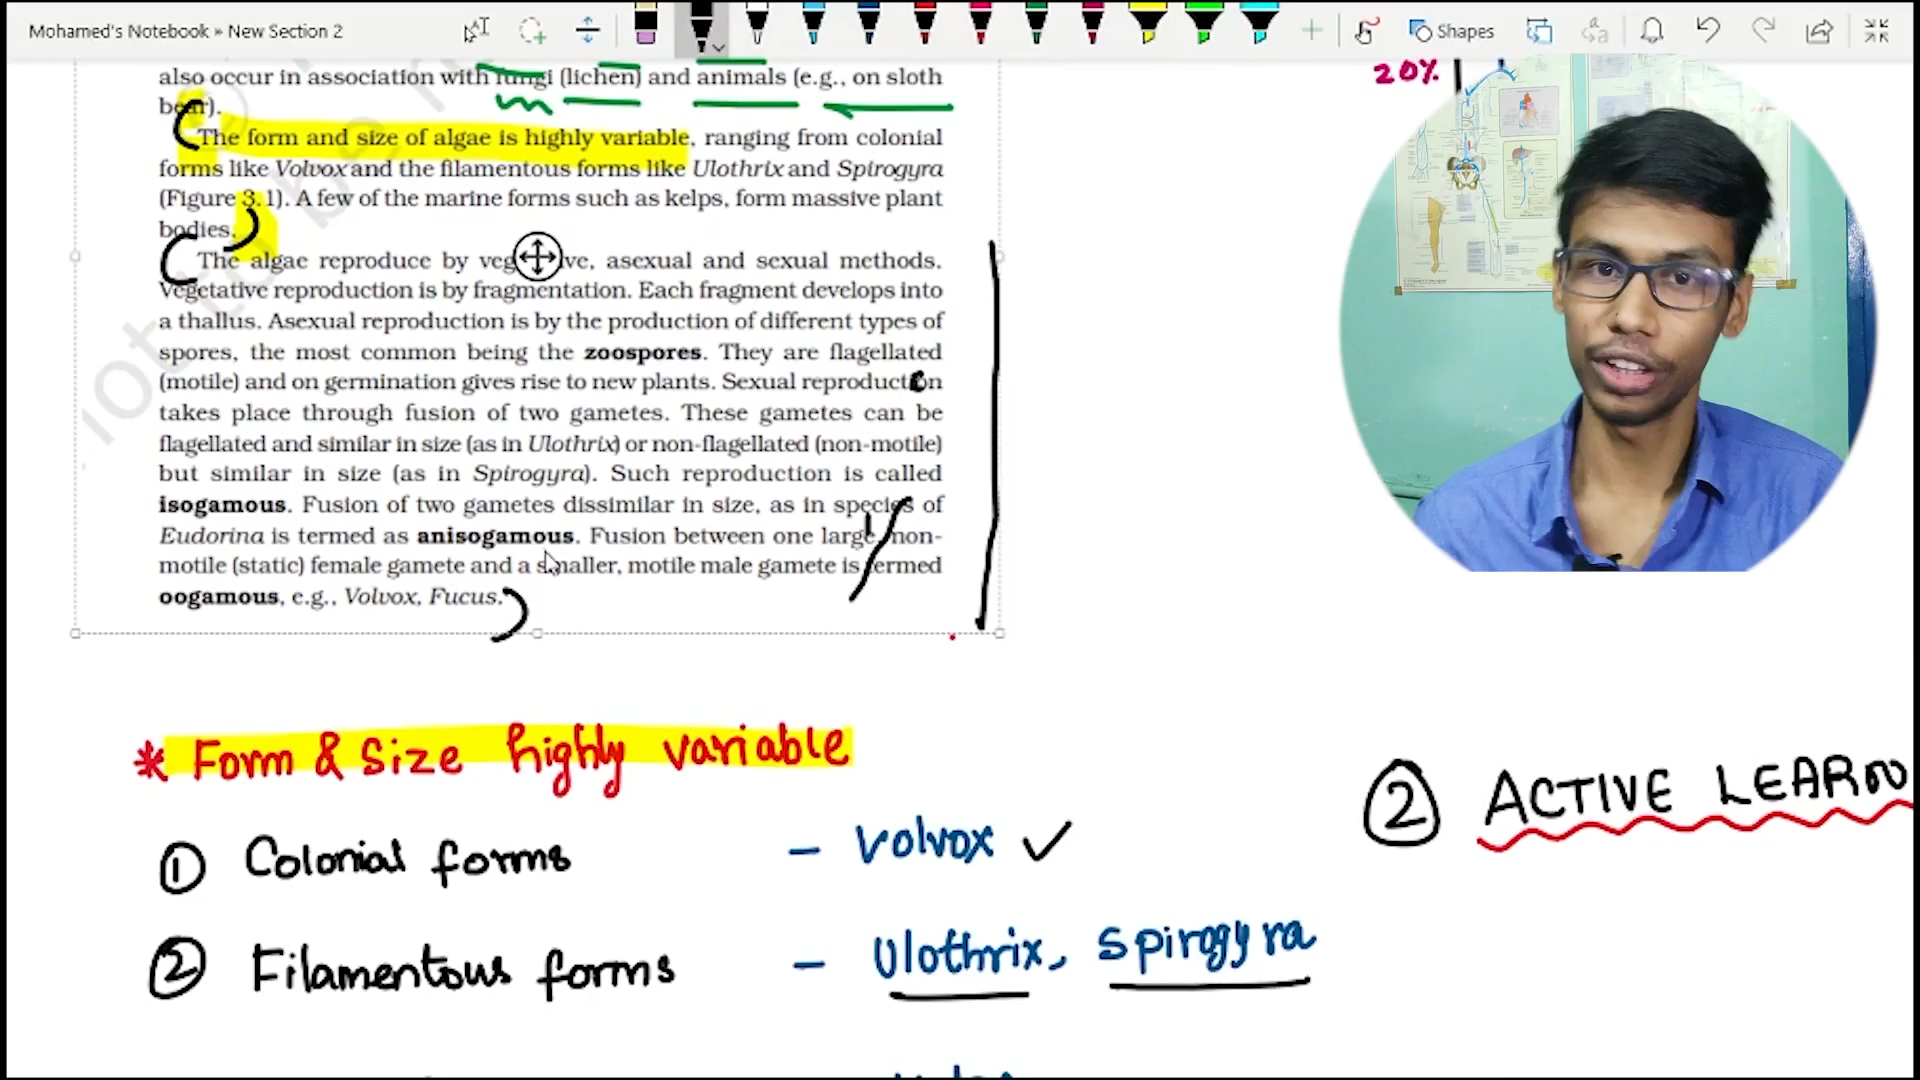 Mohamed's Notebook » New Section 2
Shapes
also occur in association with fungi (lichen) and animals (e.g., on sloth
bear).
The form and size of algae is highly variable, ranging from colonial
forms like Volvox and the filamentous forms like Ulothrix and Spirogyra
(Figure 3.1). A few of the marine forms such as kelps, form massive plant
bodies.
The algae reproduce by vegetative, asexual and sexual methods.
Vegetative reproduction is by fragmentation. Each fragment develops into
a thallus. Asexual reproduction is by the production of different types of
spores, the most common being the zoospores. They are flagellated
(motile) and on germination gives rise to new plants. Sexual reproduction
takes place through fusion of two gametes. These gametes can be
flagellated and similar in size (as in Ulothrix) or non-flagellated (non-motile)
but similar in size (as in Spirogyra). Such reproduction is called
isogamous. Fusion of two gametes dissimilar in size, as in species of
Eudorina is termed as anisogamous. Fusion between one large, non-
motile (static) female gamete and a smaller, motile male gamete is termed
oogamous, e.g., Volvox, Fucus.
20%
* Form & Size highly variable
① Colonial forms - Volvox ✓
② Filamentous forms - Ulothrix, Spirogyra
② ACTIVE LEARN